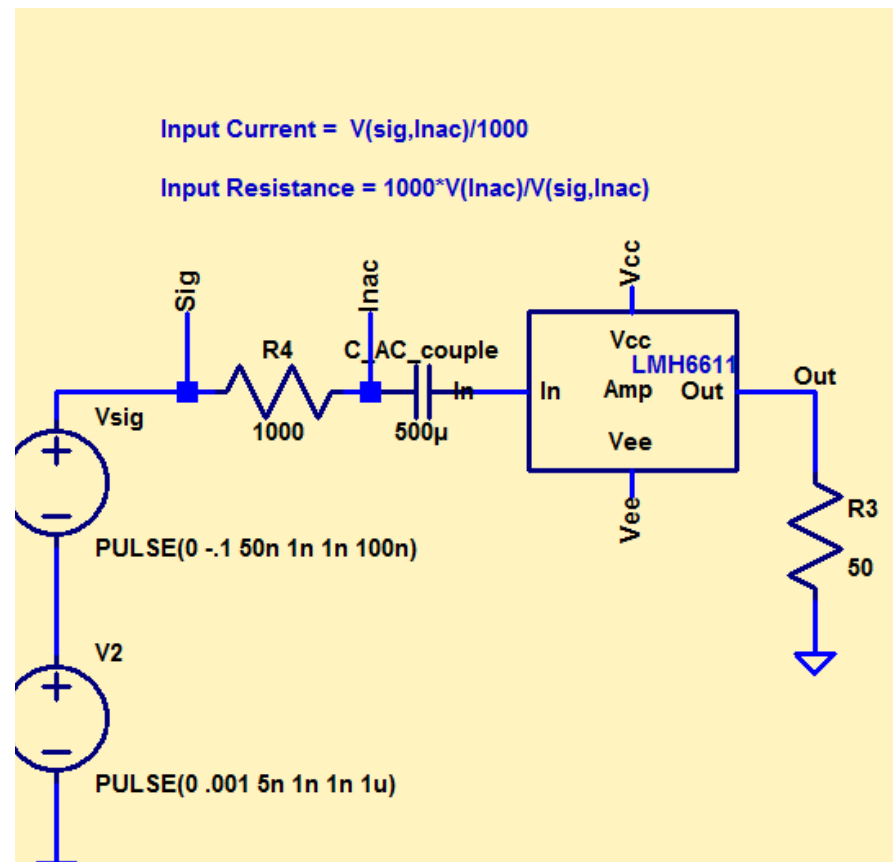 Input Current = V(sig,Inac)/1000
Input Resistance = 1000*V(Inac)/V(sig,Inac)
Sig
Inac
Vcc
R4
C_AC_couple
Vcc
LMH6611
In
In
Amp
Out
Out
Vsig
1000
500µ
Vee
Vee
R3
PULSE(0 -.1 50n 1n 1n 100n)
50
V2
PULSE(0 .001 5n 1n 1n 1u)